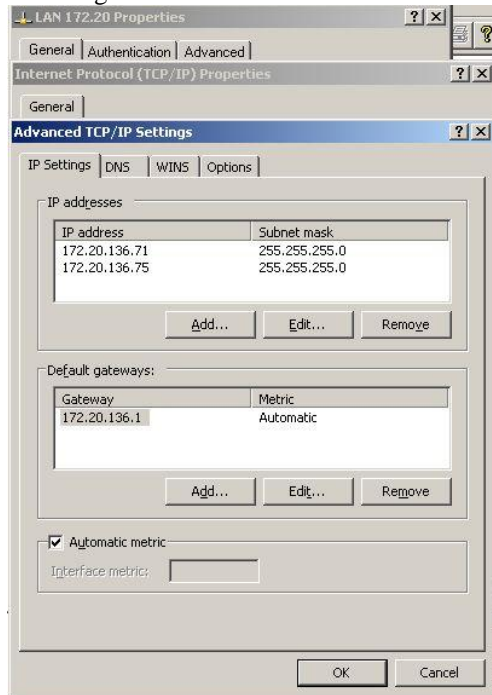 LAN 172.20 Properties
General Authentication Advanced
Internet Protocol (TCP/IP) Properties
General
Advanced TCP/IP Settings
IP Settings DNS WINS Options
IP addresses
IP address Subnet mask
172.20.136.71 255.255.255.0
172.20.136.75 255.255.255.0
Add... Edit... Remove
Default gateways:
Gateway Metric
172.20.136.1 Automatic
Add... Edit... Remove
Automatic metric
Interface metric:
OK Cancel